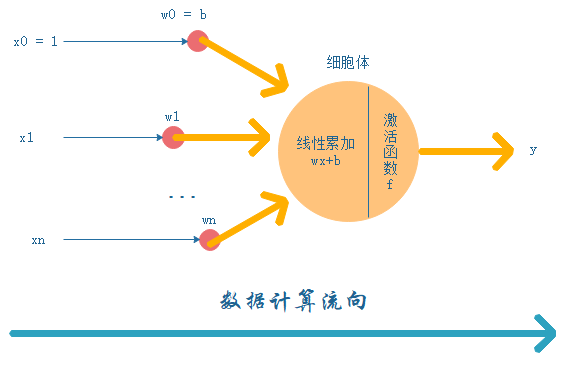 w0 = b
x0 = 1
细胞体
w1
x1
线性累加
wx+b
激活函数f
y
...
wn
xn
数据计算流向